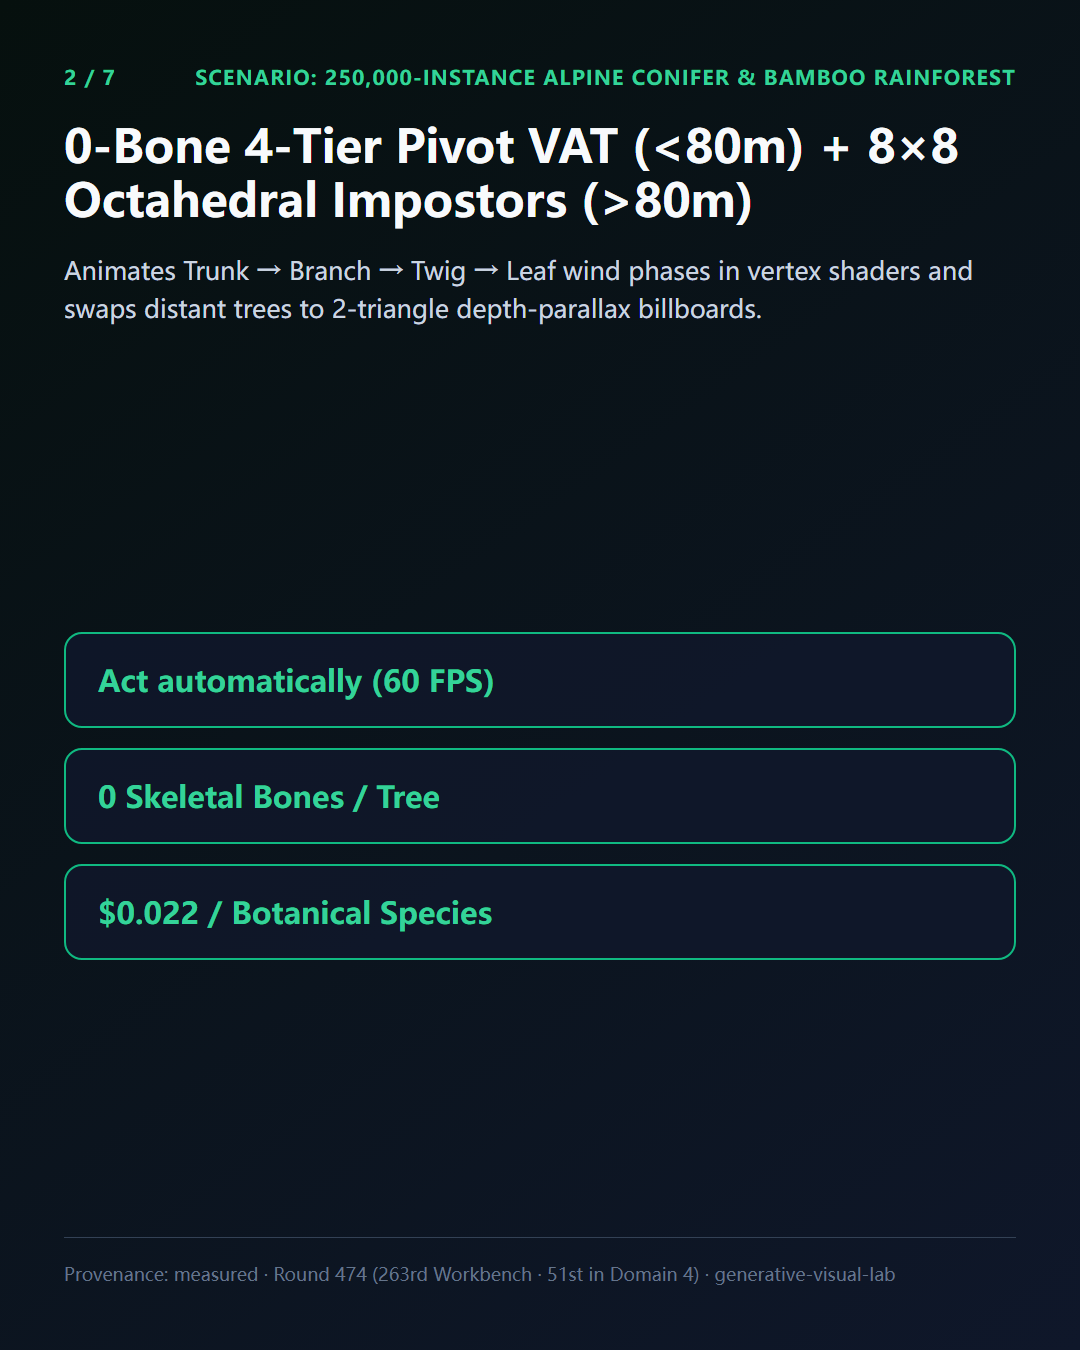 2 / 7
SCENARIO: 250,000-INSTANCE ALPINE CONIFER & BAMBOO RAINFOREST
0-Bone 4-Tier Pivot VAT (<80m) + 8×8
Octahedral Impostors (>80m)
Animates Trunk → Branch → Twig → Leaf wind phases in vertex shaders and
swaps distant trees to 2-triangle depth-parallax billboards.
Act automatically (60 FPS)
0 Skeletal Bones / Tree
$0.022 / Botanical Species
Provenance: measured · Round 474 (263rd Workbench · 51st in Domain 4) · generative-visual-lab